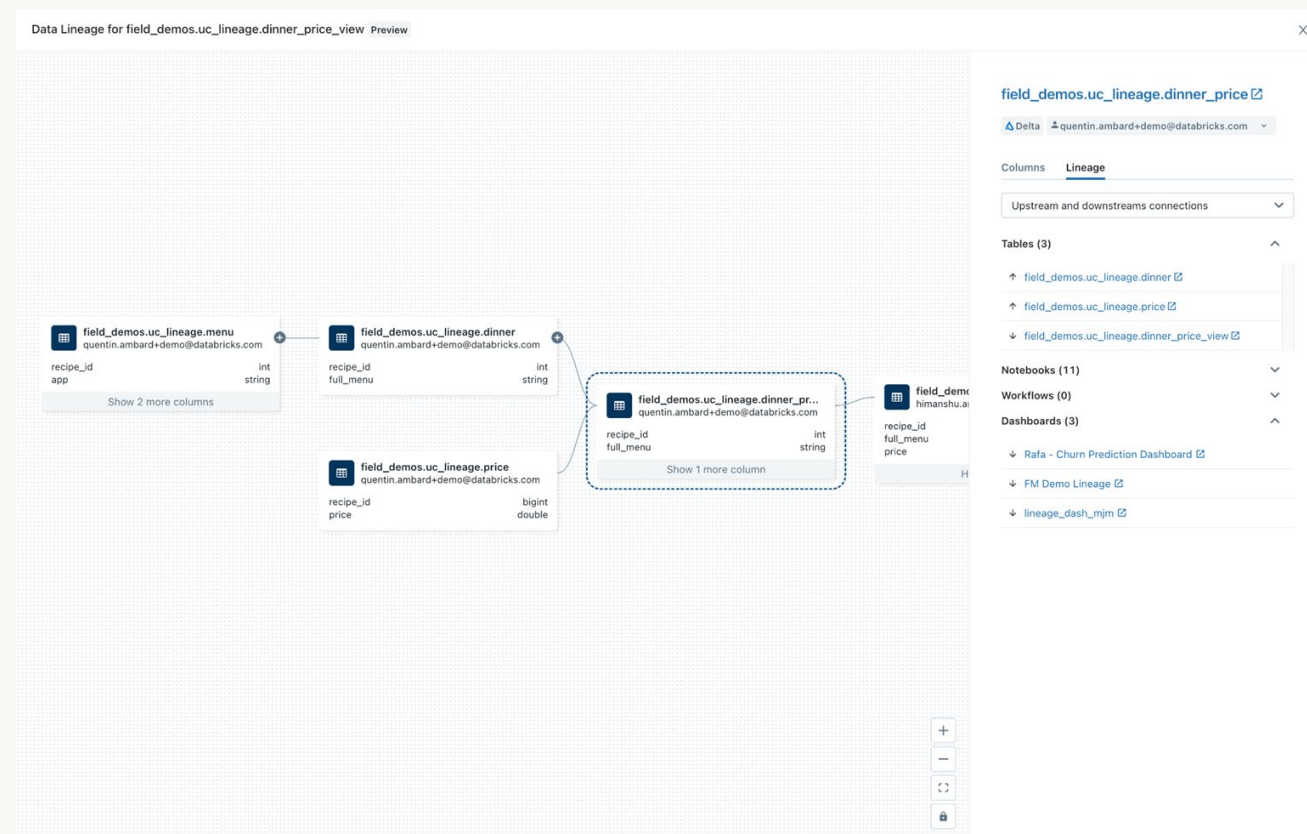 Data Lineage for field_demos.uc_lineage.dinner_price_view Preview
field_demos.uc_lineage.menu
quentin.ambard+demo@databricks.com
recipe_id int
app string
Show 2 more columns
field_demos.uc_lineage.dinner
quentin.ambard+demo@databricks.com
recipe_id int
full_menu string
field_demos.uc_lineage.price
quentin.ambard+demo@databricks.com
recipe_id bigint
price double
field_demos.uc_lineage.dinner_pr...
quentin.ambard+demo@databricks.com
recipe_id int
full_menu string
Show 1 more column
field_demo
himanshu.a
recipe_id
full_menu
price
H
field_demos.uc_lineage.dinner_price
Delta quentin.ambard+demo@databricks.com
Columns Lineage
Upstream and downstreams connections
Tables (3)
field_demos.uc_lineage.dinner
field_demos.uc_lineage.price
field_demos.uc_lineage.dinner_price_view
Notebooks (11)
Workflows (0)
Dashboards (3)
Rafa - Churn Prediction Dashboard
FM Demo Lineage
lineage_dash_mjm